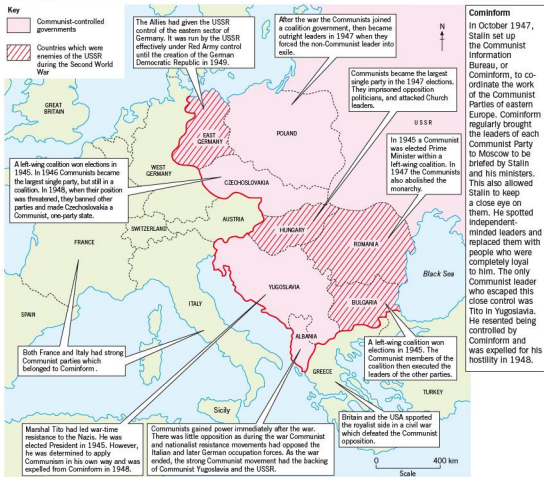 Key
Communist-controlled
governments
Countries which were
enemies of the USSR
during the Second World
War
The Allies had given the USSR
control of the eastern sector of
Germany. It was run by the USSR
effectively under Red Army control
until the creation of the German
Democratic Republic in 1949.
After the war the Communists joined
a coalition government, then became
outright leaders in 1947 when they
forced the non-Communist leader into
exile.
N
Communists became the largest
single party in the 1947 elections.
They imprisoned opposition
politicians, and attacked Church
leaders.
USSR
In 1945 a Communist
was elected Prime
Minister within a
left-wing coalition. In
1947 the Communists
also abolished the
monarchy.
GREAT
BRITAIN
EAST
GERMANY
POLAND
A left-wing coalition won elections in
1945. In 1946 Communists became
the largest single party, but still in a
coalition. In 1948, when their position
was threatened, they banned other
parties and made Czechoslovakia a
Communist, one-party state.
WEST
GERMANY
CZECHOSLOVAKIA
AUSTRIA
HUNGARY
ROMANIA
FRANCE
SWITZERLAND
YUGOSLAVIA
Black Sea
BULGARIA
ITALY
SPAIN
ALBANIA
GREECE
TURKEY
Both France and Italy had strong
Communist parties which
belonged to Cominform.
A left-wing coalition won
elections in 1945. The
Communist members of the
coalition then executed the
leaders of the other parties.
Sicily
Britain and the USA spported
the royalist side in a civil war
which defeated the Communist
opposition.
Marshal Tito had led war-time
resistance to the Nazis. He was
elected President in 1945. However,
he was determined to apply
Communism in his own way and was
expelled from Cominform in 1948.
Communists gained power immediately after the war.
There was little opposition as during the war Communist
and nationalist resistance movements had opposed the
Italian and later German occupation forces. As the war
ended, the strong Communist movement had the backing
of Communist Yugoslavia and the USSR.
0 400 km
Scale
Cominform
In October 1947,
Stalin set up
the Communist
Information
Bureau, or
Cominform, to co-
ordinate the work
of the Communist
Parties of eastern
Europe. Cominform
regularly brought
the leaders of each
Communist Party
to Moscow to be
briefed by Stalin
and his ministers.
This also allowed
Stalin to keep
a close eye on
them. He spotted
independent-
minded leaders and
replaced them with
people who were
completely loyal
to him. The only
Communist leader
who escaped this
close control was
Tito in Yugoslavia.
He resented being
controlled by
Cominform and
was expelled for his
hostility in 1948.